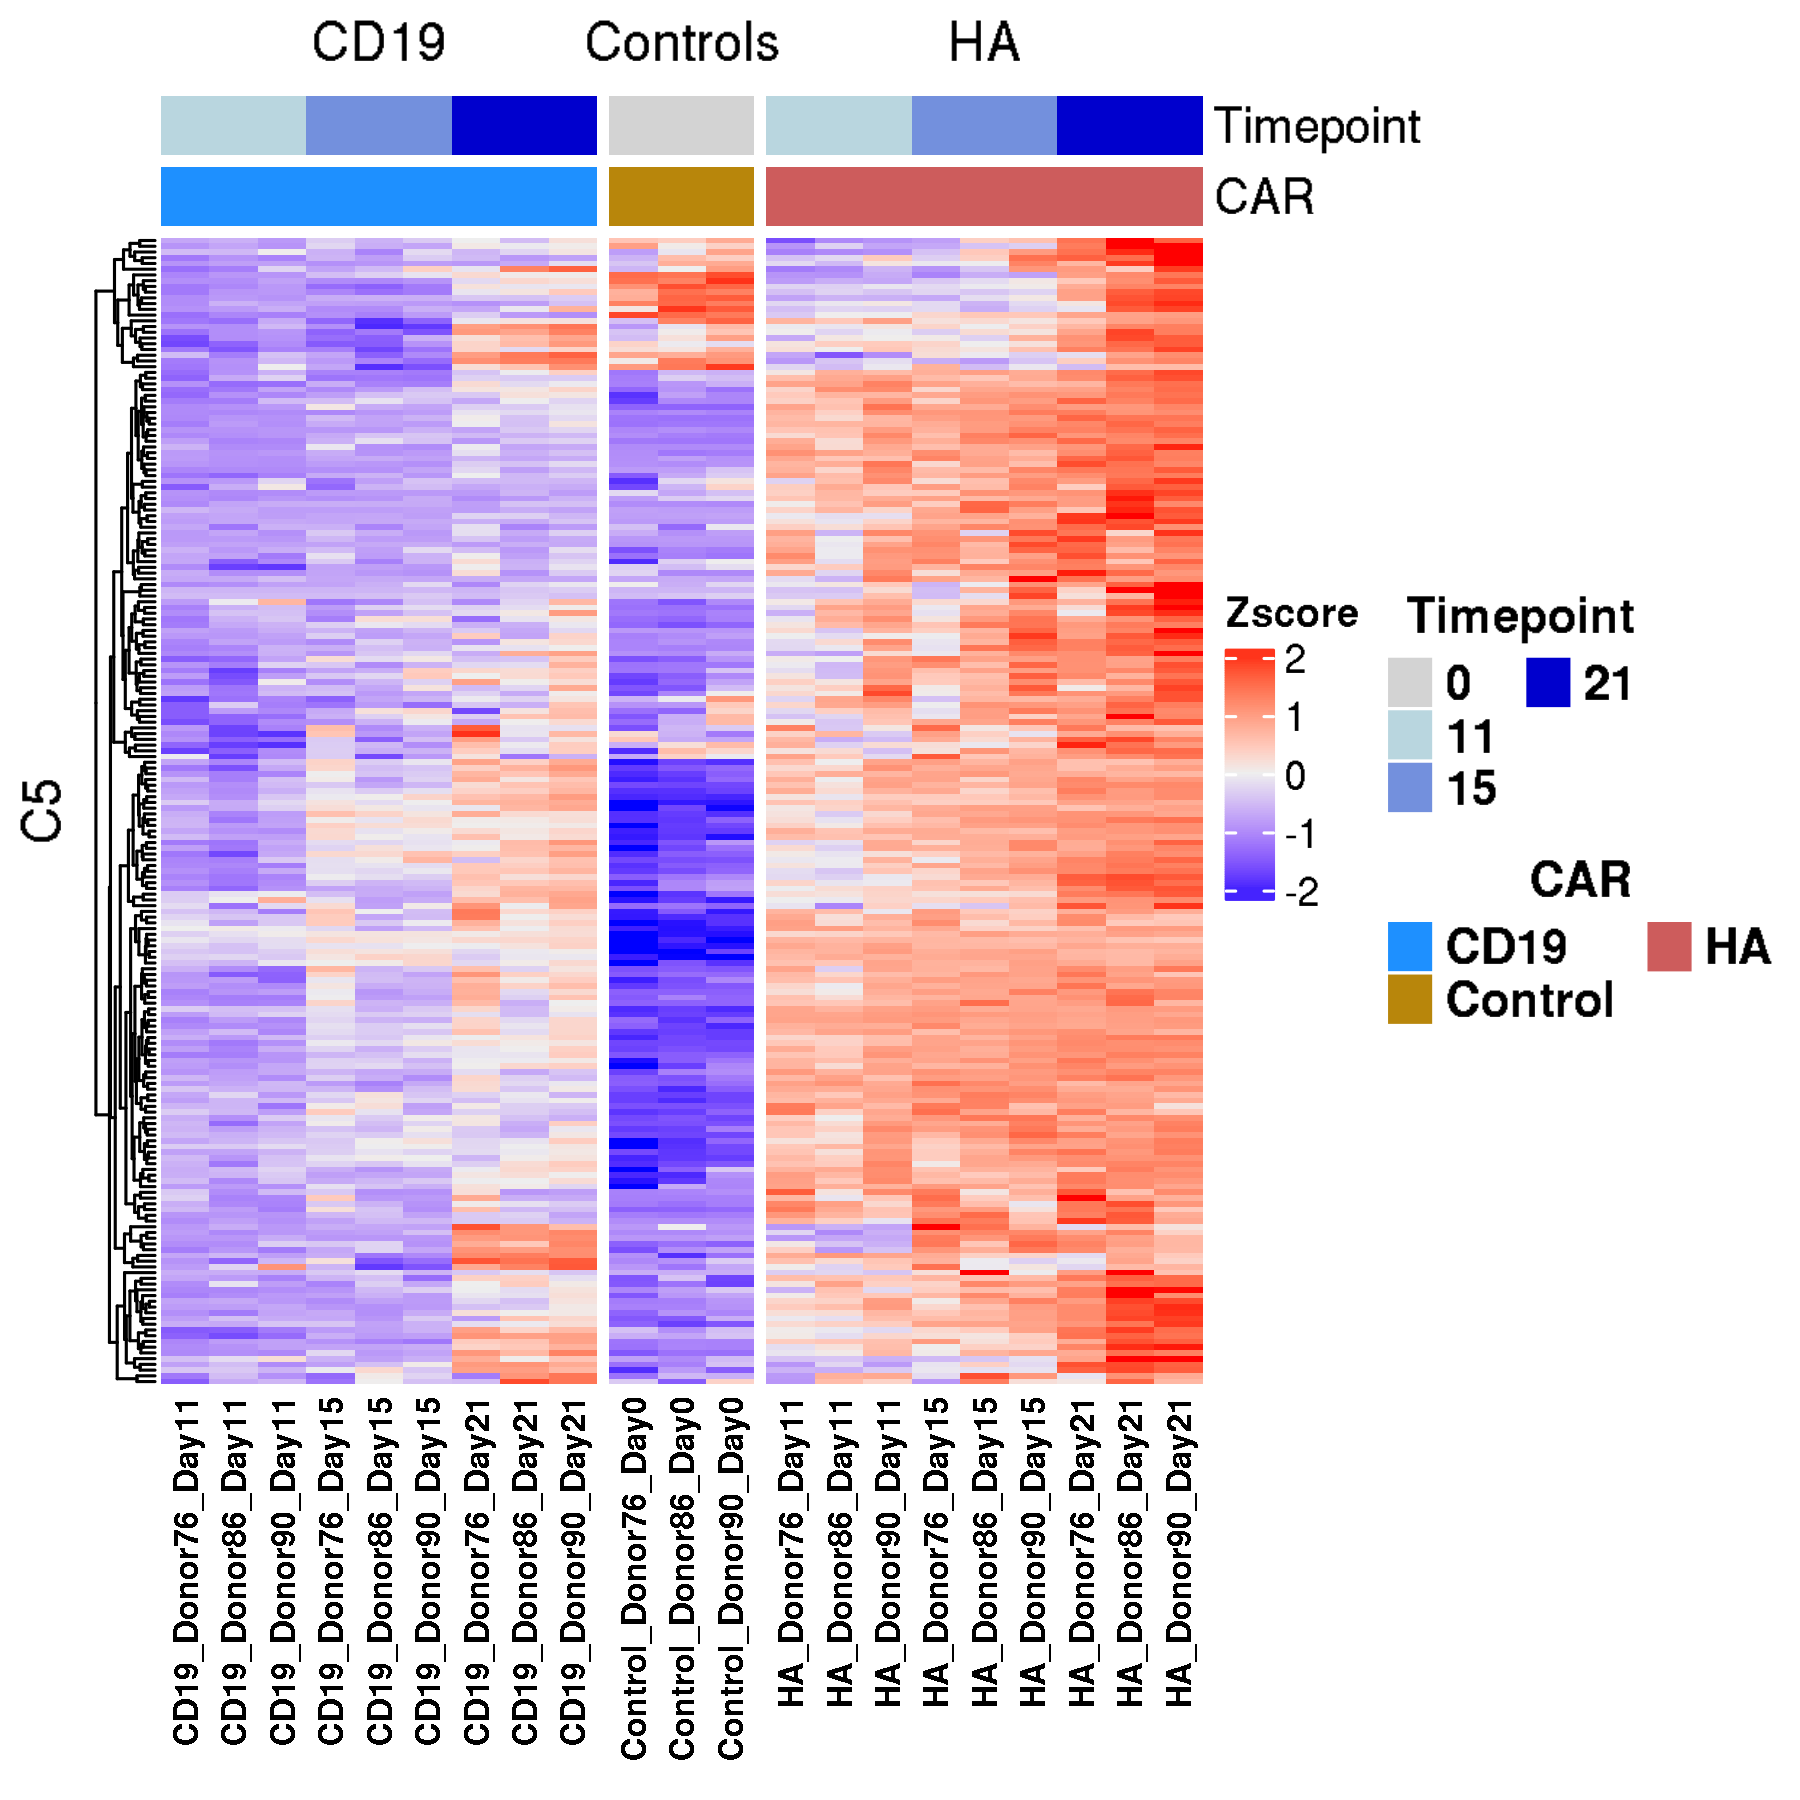 CD19 Controls HA
Timepoint
CAR
C5
Zscore
2
1
0
-1
-2
Timepoint
0 21
11
15
CAR
CD19 HA
Control
CD19_Donor76_Day11
CD19_Donor86_Day11
CD19_Donor90_Day11
CD19_Donor76_Day15
CD19_Donor86_Day15
CD19_Donor90_Day15
CD19_Donor76_Day21
CD19_Donor86_Day21
CD19_Donor90_Day21
Control_Donor76_Day0
Control_Donor86_Day0
Control_Donor90_Day0
HA_Donor76_Day11
HA_Donor86_Day11
HA_Donor90_Day11
HA_Donor76_Day15
HA_Donor86_Day15
HA_Donor90_Day15
HA_Donor76_Day21
HA_Donor86_Day21
HA_Donor90_Day21